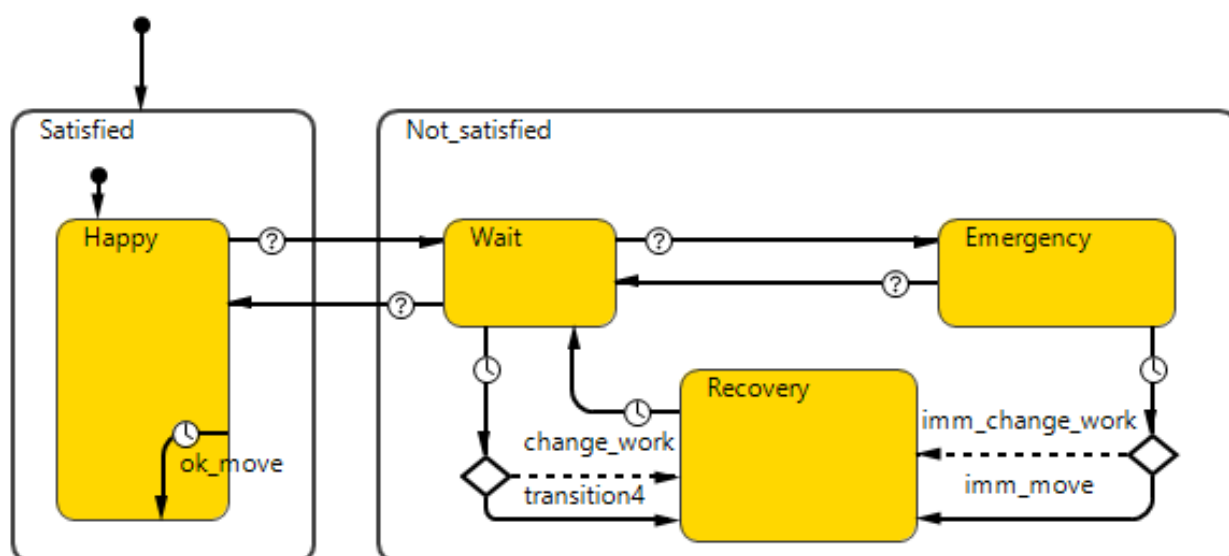 Satisfied
Not_satisfied
Happy
?
Wait
?
Emergency
?
?
Recovery
imm_change_work
change_work
ok_move
transition4
imm_move